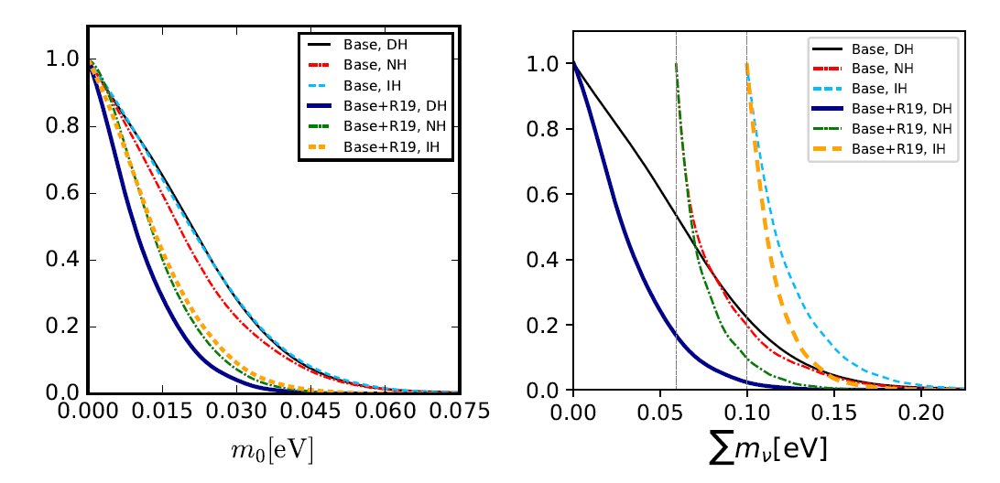 1.0
0.8
0.6
0.4
0.2
0.0
0.000 0.015 0.030 0.045 0.060 0.075
m₀[eV]
Base, DH
Base, NH
Base, IH
Base+R19, DH
Base+R19, NH
Base+R19, IH
1.0
0.8
0.6
0.4
0.2
0.0
0.00 0.05 0.10 0.15 0.20
∑mᵥ[eV]
Base, DH
Base, NH
Base, IH
Base+R19, DH
Base+R19, NH
Base+R19, IH